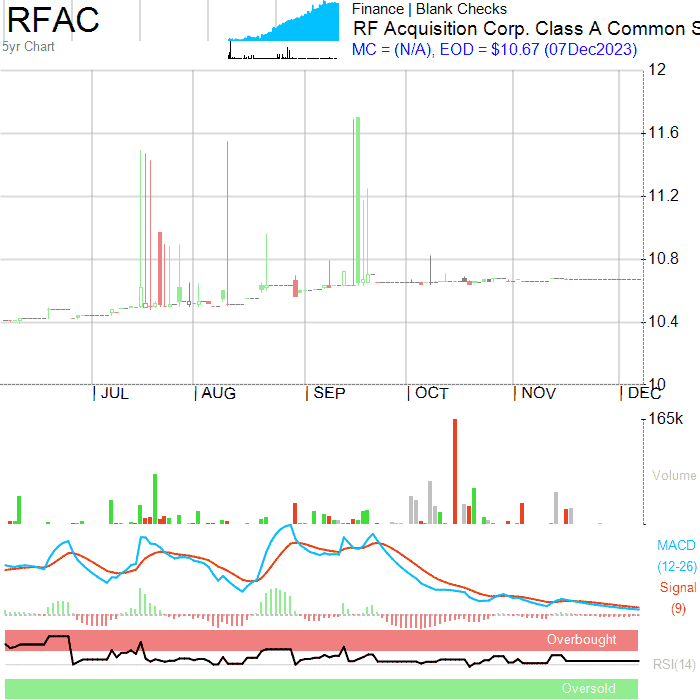 RFAC
5yr Chart
Finance | Blank Checks
RF Acquisition Corp. Class A Common S
MC = (N/A), EOD = $10.67 (07Dec2023)
12
11.6
11.2
10.8
10.4
10
JUL
AUG
SEP
OCT
NOV
DEC
165k
Volume
MACD
(12-26)
Signal
(9)
Overbought
RSI(14)
Oversold